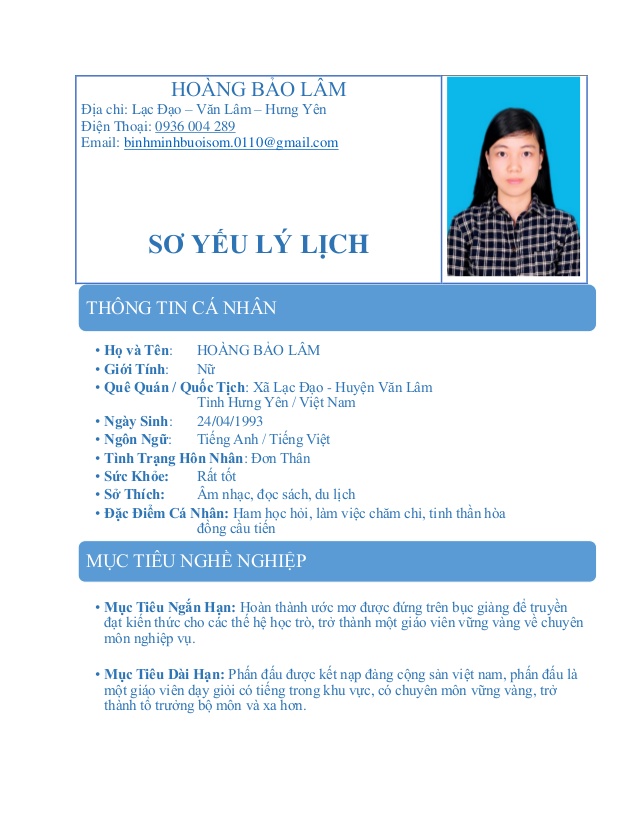 HOÀNG BẢO LÂM
Địa chỉ: Lạc Đạo – Văn Lâm – Hưng Yên
Điện Thoại: 0936 004 289
Email: binhminhbuoisom.0110@gmail.com
SƠ YẾU LÝ LỊCH
THÔNG TIN CÁ NHÂN
• Họ và Tên: HOÀNG BẢO LÂM
• Giới Tính: Nữ
• Quê Quán / Quốc Tịch: Xã Lạc Đạo - Huyện Văn Lâm
Tỉnh Hưng Yên / Việt Nam
• Ngày Sinh: 24/04/1993
• Ngôn Ngữ: Tiếng Anh / Tiếng Việt
• Tình Trạng Hôn Nhân: Đơn Thân
• Sức Khỏe: Rất tốt
• Sở Thích: Âm nhạc, đọc sách, du lịch
• Đặc Điểm Cá Nhân: Ham học hỏi, làm việc chăm chỉ, tinh thần hòa
đồng cầu tiến
MỤC TIÊU NGHỀ NGHIỆP
• Mục Tiêu Ngắn Hạn: Hoàn thành ước mơ được đứng trên bục giảng để truyền
đạt kiến thức cho các thế hệ học trò, trở thành một giáo viên vững vàng về chuyên
môn nghiệp vụ.
• Mục Tiêu Dài Hạn: Phấn đấu được kết nạp đảng cộng sản việt nam, phấn đấu là
một giáo viên dạy giỏi có tiếng trong khu vực, có chuyên môn vững vàng, trở
thành tổ trưởng bộ môn và xa hơn.